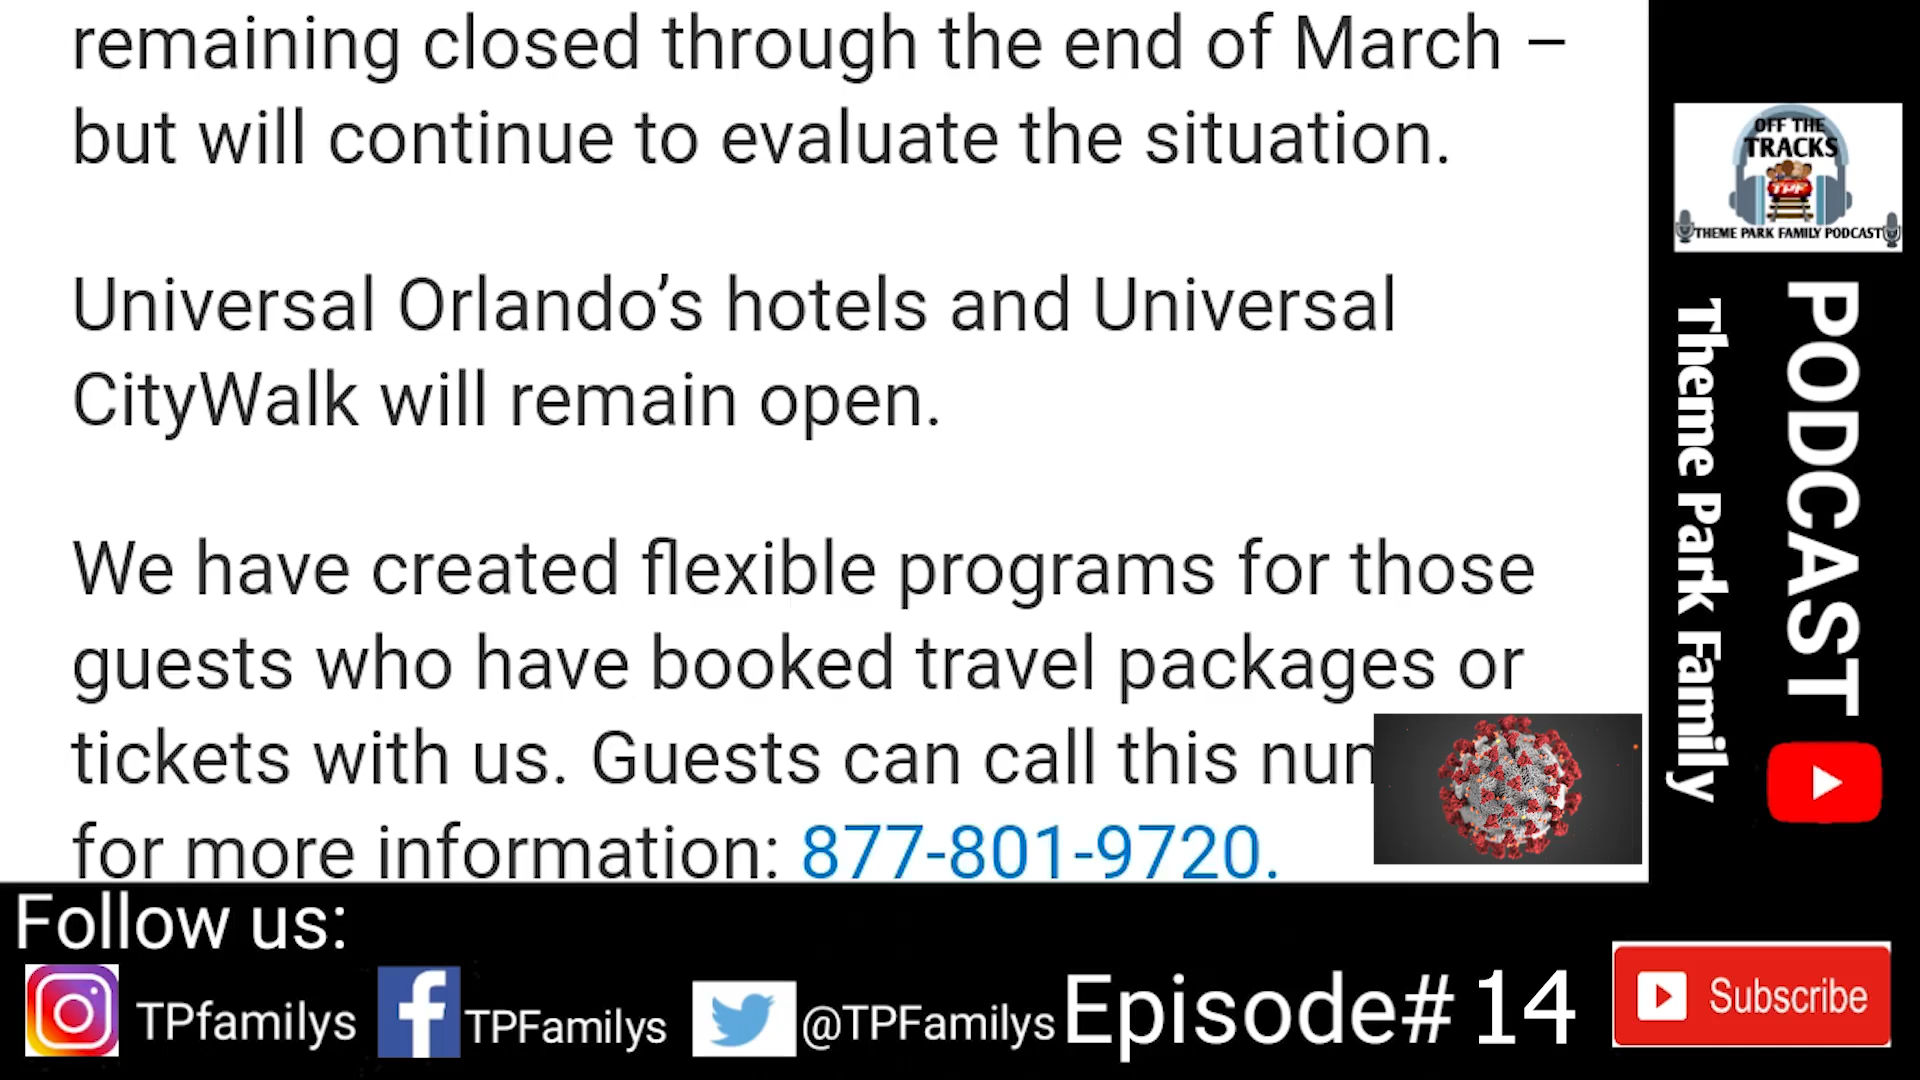 remaining closed through the end of March –
but will continue to evaluate the situation.
Universal Orlando’s hotels and Universal
CityWalk will remain open.
We have created flexible programs for those
guests who have booked travel packages or
tickets with us. Guests can call this
for more information: 877-801-9720.
OFF THE
TRACKS
TPF
THEME PARK FAMILY PODCAST
PODCAST
Theme Park Family
Follow us:
TPfamilys
TPFamilys
@TPFamilys
Episode# 14
Subscribe